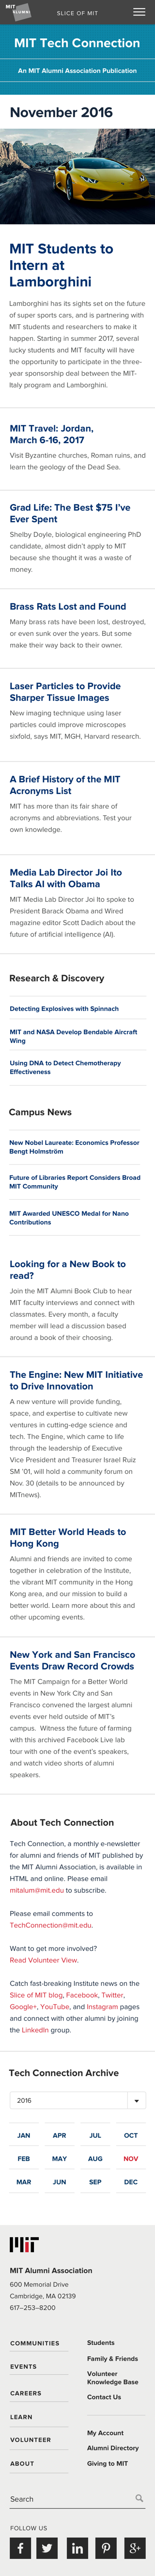 MIT
ALUMNI
SLICE OF MIT
MIT Tech Connection
An MIT Alumni Association Publication
November 2016
MIT Students to
Intern at
Lamborghini
Lamborghini has its sights set on the future
of super sports cars, and is partnering with
MIT students and researchers to make it
happen. Starting in summer 2017, several
lucky students and MIT faculty will have
the opportunity to participate in the three-
year sponsorship deal between the MIT-
Italy program and Lamborghini.
MIT Travel: Jordan,
March 6-16, 2017
Visit Byzantine churches, Roman ruins, and
learn the geology of the Dead Sea.
Grad Life: The Best $75 I've
Ever Spent
Shelby Doyle, biological engineering PhD
candidate, almost didn't apply to MIT
because she thought it was a waste of
money.
Brass Rats Lost and Found
Many brass rats have been lost, destroyed,
or even sunk over the years. But some
make their way back to their owner.
Laser Particles to Provide
Sharper Tissue Images
New imaging technique using laser
particles could improve microscopes
sixfold, says MIT, MGH, Harvard research.
A Brief History of the MIT
Acronyms List
MIT has more than its fair share of
acronyms and abbreviations. Test your
own knowledge.
Media Lab Director Joi Ito
Talks AI with Obama
MIT Media Lab Director Joi Ito spoke to
President Barack Obama and Wired
magazine editor Scott Dadich about the
future of artificial intelligence (AI).
Research & Discovery
Detecting Explosives with Spinnach
MIT and NASA Develop Bendable Aircraft
Wing
Using DNA to Detect Chemotherapy
Effectiveness
Campus News
New Nobel Laureate: Economics Professor
Bengt Holmström
Future of Libraries Report Considers Broad
MIT Community
MIT Awarded UNESCO Medal for Nano
Contributions
Looking for a New Book to
read?
Join the MIT Alumni Book Club to hear
MIT faculty interviews and connect with
classmates. Every month, a faculty
member will lead a discussion based
around a book of their choosing.
The Engine: New MIT Initiative
to Drive Innovation
A new venture will provide funding,
space, and expertise to cultivate new
ventures in cutting-edge science and
tech. The Engine, which came to life
through the leadership of Executive
Vice President and Treasurer Israel Ruiz
SM '01, will hold a community forum on
Nov. 30 (details to be announced by
MITnews).
MIT Better World Heads to
Hong Kong
Alumni and friends are invited to come
together in celebration of the Institute,
the vibrant MIT community in the Hong
Kong area, and our mission to build a
better world. Learn more about this and
other upcoming events.
New York and San Francisco
Events Draw Record Crowds
The MIT Campaign for a Better World
events in New York City and San
Francisco convened the largest alumni
events ever held outside of MIT's
campus. Witness the future of farming
with this archived Facebook Live lab
tour with one of the event's speakers,
and watch video shorts of alumni
speakers.
About Tech Connection
Tech Connection, a monthly e-newsletter
for alumni and friends of MIT published by
the MIT Alumni Association, is available in
HTML and online. Please email
mitalum@mit.edu to subscribe.
Please email comments to
TechConnection@mit.edu.
Want to get more involved?
Read Volunteer View.
Catch fast-breaking Institute news on the
Slice of MIT blog, Facebook, Twitter,
Google+, YouTube, and Instagram pages
and connect with other alumni by joining
the LinkedIn group.
Tech Connection Archive
2016
JAN APR JUL OCT
FEB MAY AUG NOV
MAR JUN SEP DEC
MIT Alumni Association
600 Memorial Drive
Cambridge, MA 02139
617–253–8200
COMMUNITIES
EVENTS
CAREERS
LEARN
VOLUNTEER
ABOUT
Students
Family & Friends
Volunteer
Knowledge Base
Contact Us
My Account
Alumni Directory
Giving to MIT
Search
FOLLOW US